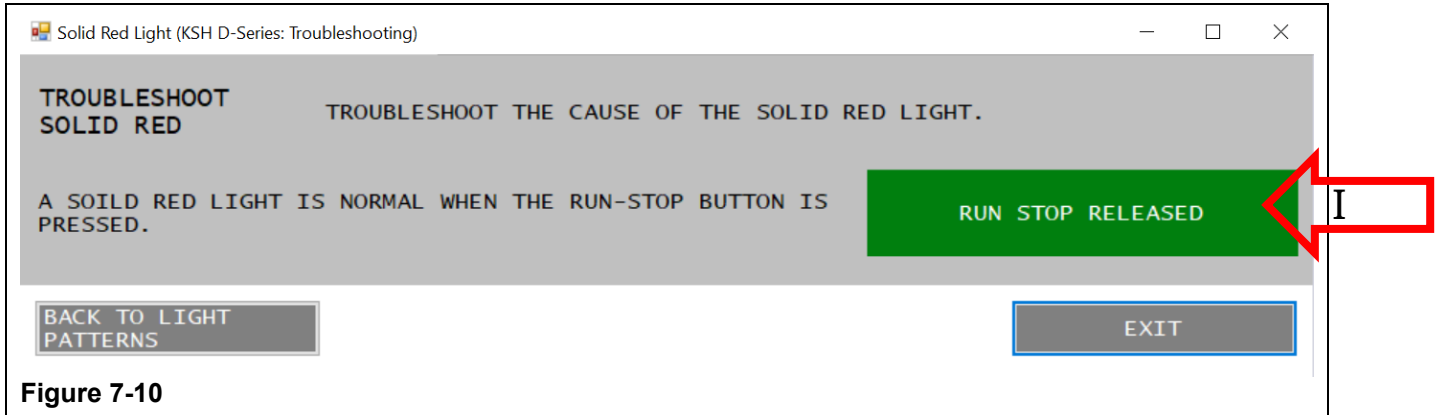 Solid Red Light (KSH D-Series: Troubleshooting)
TROUBLESHOOT
SOLID RED
TROUBLESHOOT THE CAUSE OF THE SOLID RED LIGHT.
A SOILD RED LIGHT IS NORMAL WHEN THE RUN-STOP BUTTON IS
PRESSED.
RUN STOP RELEASED
I
BACK TO LIGHT
PATTERNS
EXIT
Figure 7-10